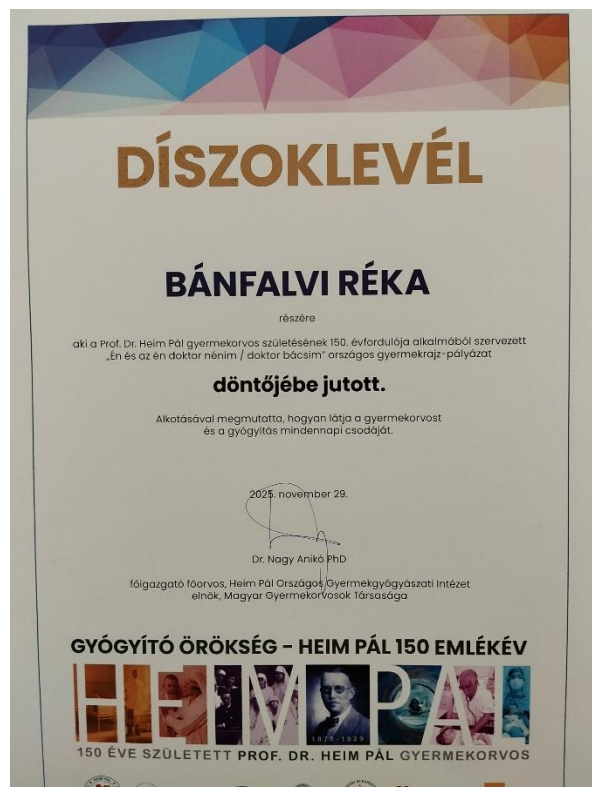 DÍSZOKLEVÉL
BÁNFALVI RÉKA
részére
aki a Prof. Dr. Heim Pál gyermekorvos születésének 150. évfordulója alkalmából szervezett
„Én és az én doktor nénim / doktor bácsim” országos gyermekrajz-pályázat
döntőjébe jutott.
Alkotásával megmutatta, hogyan látja a gyermekorvost
és a gyógyítás mindennapi csodáját.
2025. november 29.
Dr. Nagy Anikó PhD
főigazgató főorvos, Heim Pál Országos Gyermekgyógyászati Intézet
elnök, Magyar Gyermekorvosok Társasága
GYÓGYÍTÓ ÖRÖKSÉG - HEIM PÁL 150 EMLÉKÉV
HEIM PÁL
1875-1929
150 ÉVE SZÜLETETT PROF. DR. HEIM PÁL GYERMEKORVOS